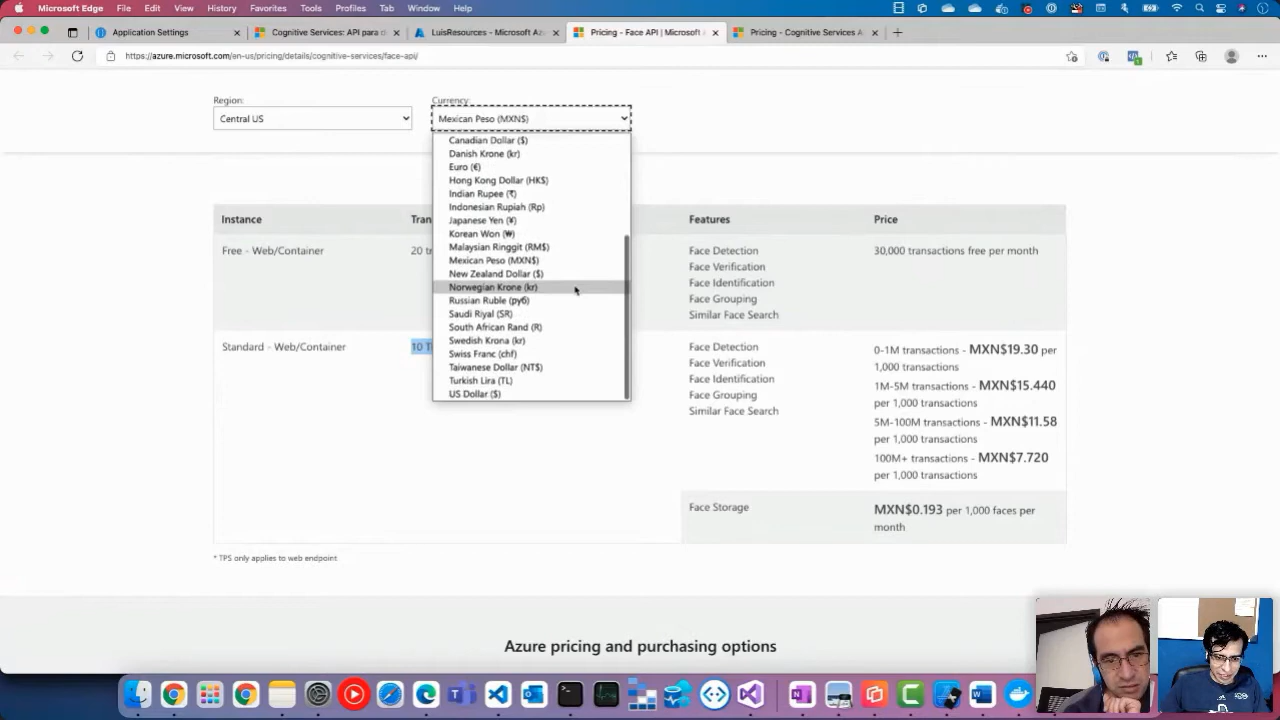 Microsoft Edge File Edit View History Favorites Tools Profiles Tab Window Help
Application Settings
Cognitive Services: API para d
LuisResources - Microsoft Az
Pricing - Face API | Microsoft A
Pricing - Cognitive Services A
https://azure.microsoft.com/en-us/pricing/details/cognitive-services/face-api/
Region:
Central US
Currency:
Mexican Peso (MXN$)
Canadian Dollar ($)
Danish Krone (kr)
Euro (€)
Hong Kong Dollar (HK$)
Indian Rupee (₹)
Indonesian Rupiah (Rp)
Japanese Yen (¥)
Korean Won (₩)
Malaysian Ringgit (RM$)
Mexican Peso (MXN$)
New Zealand Dollar ($)
Norwegian Krone (kr)
Russian Ruble (руб)
Saudi Riyal (SR)
South African Rand (R)
Swedish Krona (kr)
Swiss Franc (chf)
Taiwanese Dollar (NT$)
Turkish Lira (TL)
US Dollar ($)
Instance
Tran
Features
Price
Free - Web/Container
20 tr
Face Detection
Face Verification
Face Identification
Face Grouping
Similar Face Search
30,000 transactions free per month
Standard - Web/Container
10 T
Face Detection
Face Verification
Face Identification
Face Grouping
Similar Face Search
0-1M transactions - MXN$19.30 per
1,000 transactions
1M-5M transactions - MXN$15.440
per 1,000 transactions
5M-100M transactions - MXN$11.58
per 1,000 transactions
100M+ transactions - MXN$7.720
per 1,000 transactions
Face Storage
MXN$0.193 per 1,000 faces per
month
* TPS only applies to web endpoint
Azure pricing and purchasing options